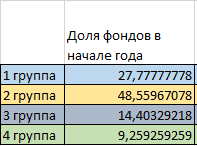 Доля фондов в
начале года
1 группа 27,77777778
2 группа 48,55967078
3 группа 14,40329218
4 группа 9,259259259